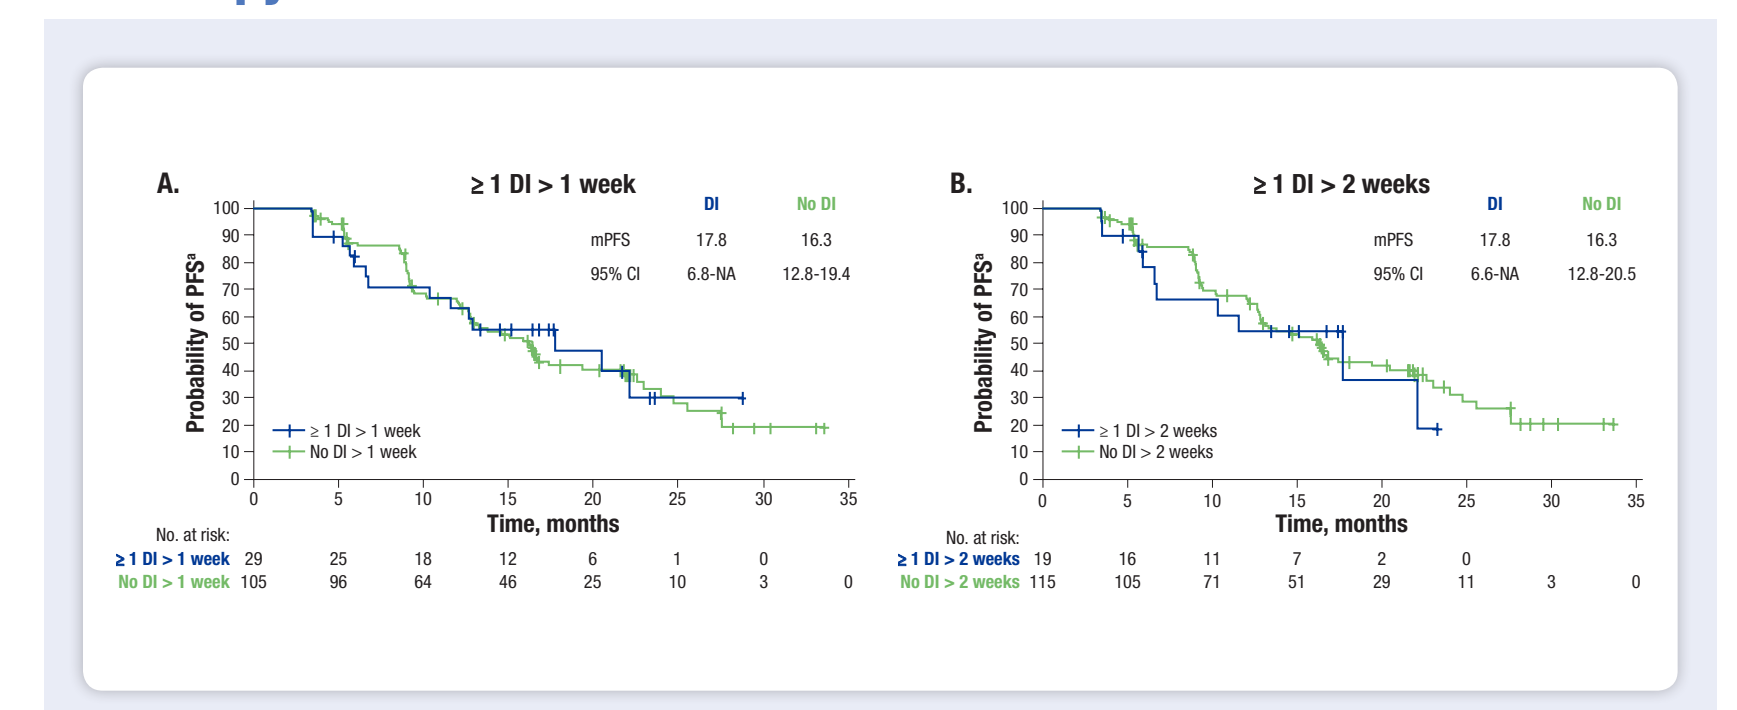 A.
≥ 1 DI > 1 week
DI No DI
mPFS 17.8 16.3
95% CI 6.8-NA 12.8-19.4
Probability of PFSᵃ
100
90
80
70
60
50
40
30
20
10
0
≥ 1 DI > 1 week
No DI > 1 week
0 5 10 15 20 25 30 35
Time, months
No. at risk:
≥ 1 DI > 1 week 29 25 18 12 6 1 0
No DI > 1 week 105 96 64 46 25 10 3 0
B.
≥ 1 DI > 2 weeks
DI No DI
mPFS 17.8 16.3
95% CI 6.6-NA 12.8-20.5
Probability of PFSᵃ
100
90
80
70
60
50
40
30
20
10
0
≥ 1 DI > 2 weeks
No DI > 2 weeks
0 5 10 15 20 25 30 35
Time, months
No. at risk:
≥ 1 DI > 2 weeks 19 16 11 7 2 0
No DI > 2 weeks 115 105 71 51 29 11 3 0